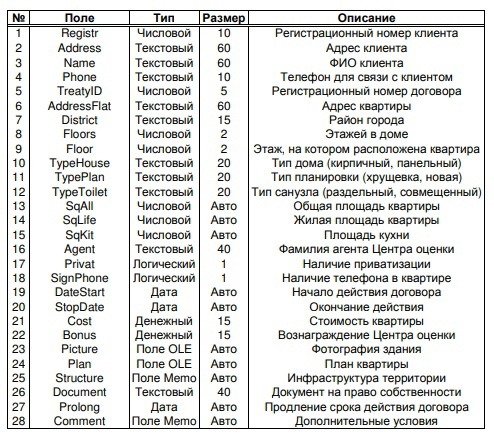 № Поле Тип Размер Описание
1 Registr Числовой 10 Регистрационный номер клиента
2 Address Текстовый 60 Адрес клиента
3 Name Текстовый 60 ФИО клиента
4 Phone Текстовый 10 Телефон для связи с клиентом
5 TreatyID Числовой 5 Регистрационный номер договора
6 AddressFlat Текстовый 60 Адрес квартиры
7 District Текстовый 15 Район города
8 Floors Числовой 2 Этажей в доме
9 Floor Числовой 2 Этаж, на котором расположена квартира
10 TypeHouse Текстовый 20 Тип дома (кирпичный, панельный)
11 TypePlan Текстовый 20 Тип планировки (хрущевка, новая)
12 TypeToilet Текстовый 20 Тип санузла (раздельный, совмещенный)
13 SqAll Числовой Авто Общая площадь квартиры
14 SqLife Числовой Авто Жилая площадь квартиры
15 SqKit Числовой Авто Площадь кухни
16 Agent Текстовый 40 Фамилия агента Центра оценки
17 Privat Логический 1 Наличие приватизации
18 SignPhone Логический 1 Наличие телефона в квартире
19 DateStart Дата Авто Начало действия договора
20 StopDate Дата Авто Окончание действия
21 Cost Денежный 15 Стоимость квартиры
22 Bonus Денежный 15 Вознаграждение Центра оценки
23 Picture Поле OLE Авто Фотография здания
24 Plan Поле OLE Авто План квартиры
25 Structure Поле Memo Авто Инфраструктура территории
26 Document Текстовый 40 Документ на право собственности
27 Prolong Дата Авто Продление срока действия договора
28 Comment Поле Memo Авто Дополнительные условия